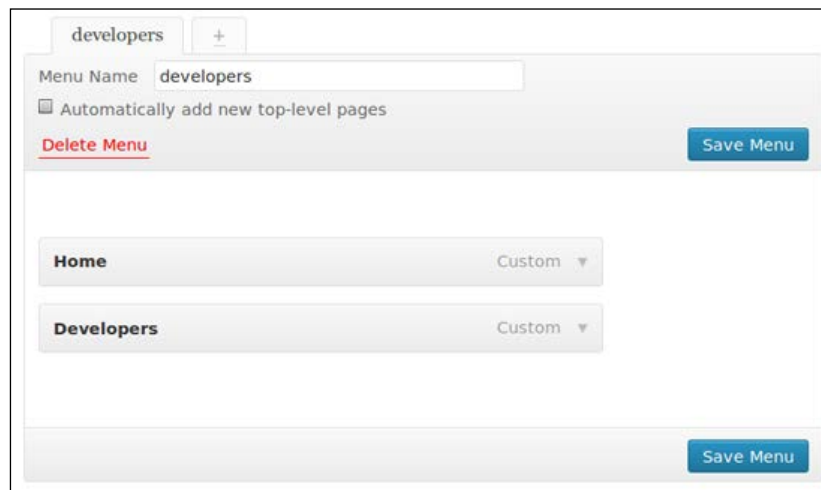 developers +
Menu Name developers
Automatically add new top-level pages
Delete Menu Save Menu
Home Custom ▼
Developers Custom ▼
Save Menu